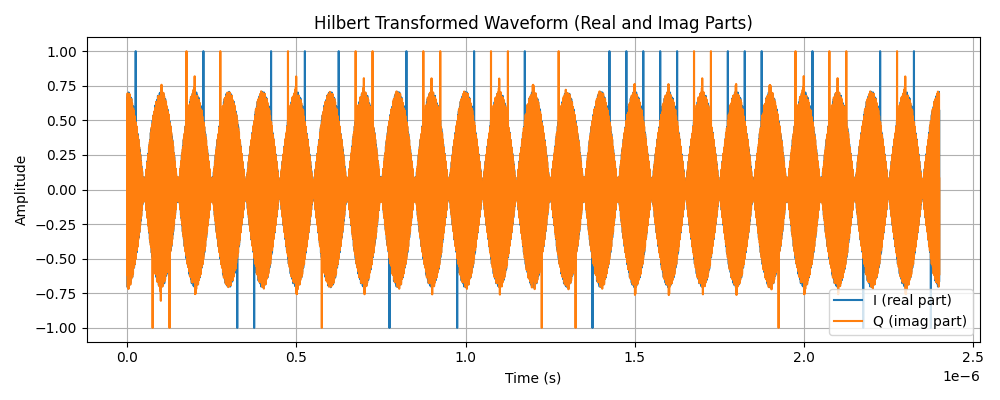 Hilbert Transformed Waveform (Real and Imag Parts)
Amplitude
1.00
0.75
0.50
0.25
0.00
−0.25
−0.50
−0.75
−1.00
I (real part)
Q (imag part)
0.0 0.5 1.0 1.5 2.0 2.5
1e−6
Time (s)